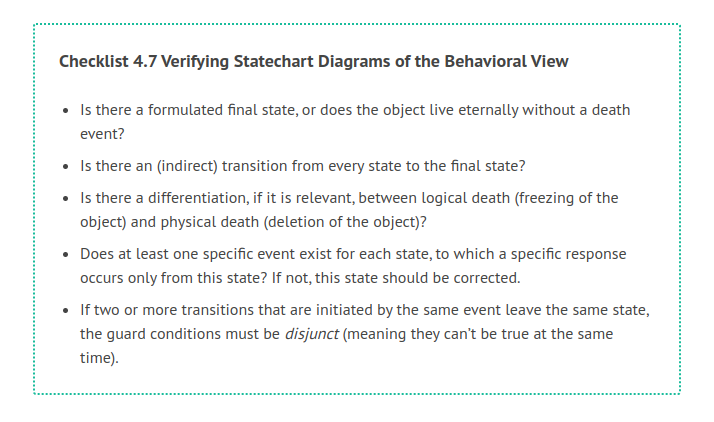 Checklist 4.7 Verifying Statechart Diagrams of the Behavioral View
• Is there a formulated final state, or does the object live eternally without a death
event?
• Is there an (indirect) transition from every state to the final state?
• Is there a differentiation, if it is relevant, between logical death (freezing of the
object) and physical death (deletion of the object)?
• Does at least one specific event exist for each state, to which a specific response
occurs only from this state? If not, this state should be corrected.
• If two or more transitions that are initiated by the same event leave the same state,
the guard conditions must be disjunct (meaning they can't be true at the same
time).